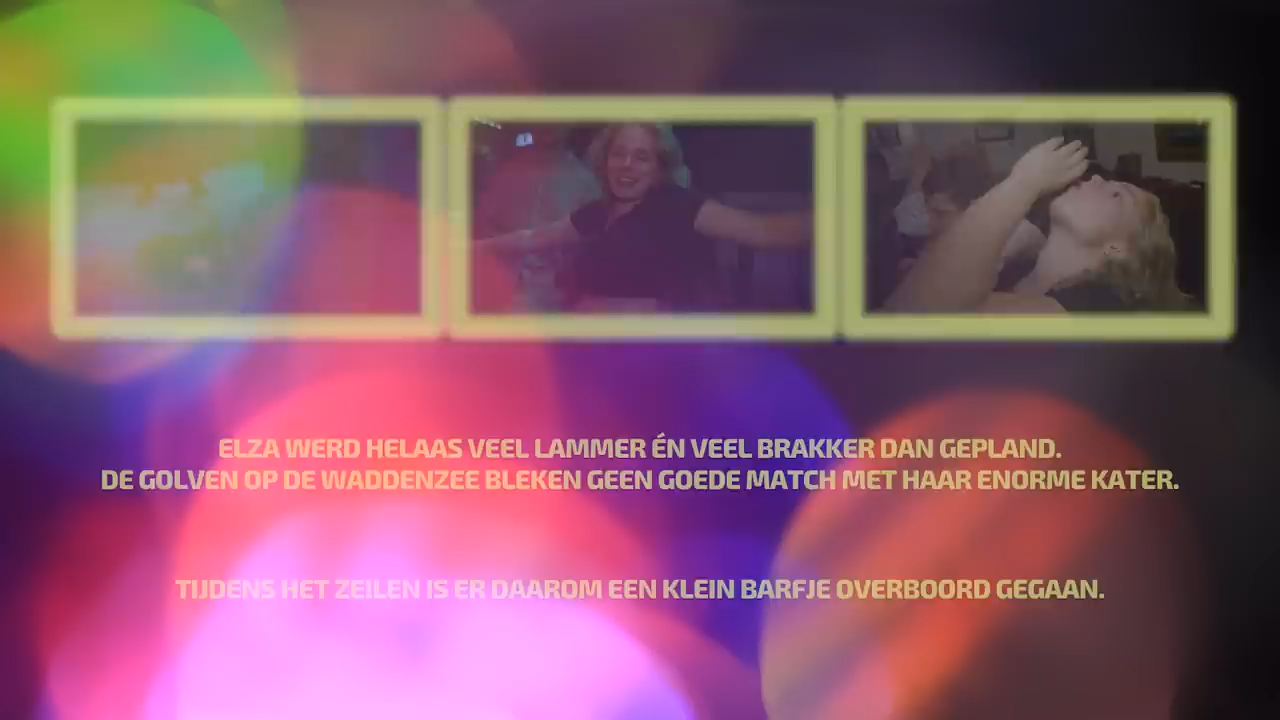 ELZA WERD HELAAS VEEL LAMMER ÉN VEEL BRAKKER DAN GEPLAND.
DE GOLVEN OP DE WADDENZEE BLEKEN GEEN GOEDE MATCH MET HAAR ENORME KATER.
TIJDENS HET ZEILEN IS ER DAAROM EEN KLEIN BARFJE OVERBOORD GEGAAN.